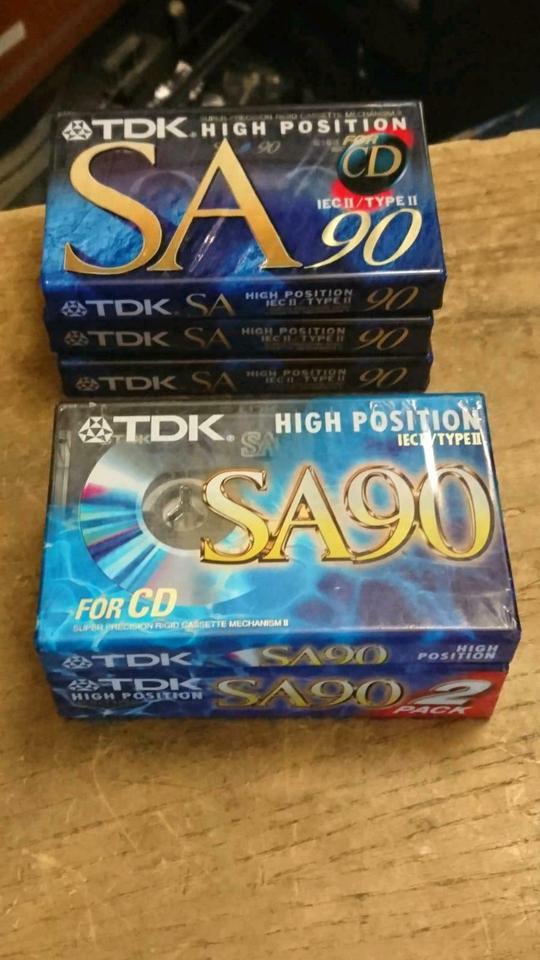 SUPER PRECISION RIGID CASSETTE MECHANISM II
TDK. HIGH POSITION
SA 90
FOR
CD
IEC II / TYPE II
SA 90
TDK SA HIGH POSITION IEC II / TYPE II 90
TDK SA HIGH POSITION IEC II / TYPE II 90
TDK SA HIGH POSITION IEC II / TYPE II 90
TDK. HIGH POSITION
IEC II / TYPE II
SA
SA90
FOR CD
SUPER PRECISION RIGID CASSETTE MECHANISM II
TDK SA90 HIGH POSITION
TDK SA90 2
HIGH POSITION PACK